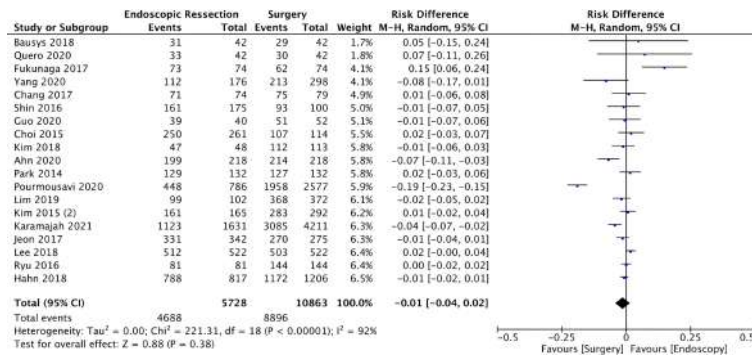 Endoscopic Ressection Surgery Risk Difference Risk Difference
Study or Subgroup Events Total Events Total Weight M-H, Random, 95% CI M-H, Random, 95% CI
Bausys 2018 31 42 29 42 1.7% 0.05 [-0.15, 0.24]
Quero 2020 33 42 30 42 1.8% 0.07 [-0.11, 0.26]
Fukunaga 2017 73 74 62 74 4.2% 0.15 [0.06, 0.24]
Yang 2020 112 176 213 298 4.2% -0.08 [-0.17, 0.01]
Chang 2017 71 74 75 79 5.2% 0.01 [-0.06, 0.08]
Shin 2016 161 175 93 100 5.3% -0.01 [-0.07, 0.05]
Guo 2020 39 40 51 52 5.4% -0.01 [-0.07, 0.05]
Choi 2015 250 261 107 114 5.8% 0.02 [-0.03, 0.07]
Kim 2018 47 48 112 113 5.9% -0.01 [-0.06, 0.03]
Ahn 2020 199 218 214 218 6.0% -0.07 [-0.11, -0.03]
Park 2014 129 132 127 132 5.9% 0.02 [-0.03, 0.06]
Pourmousavi 2020 448 786 1958 2577 5.9% -0.19 [-0.23, -0.15]
Lim 2019 99 102 368 372 6.2% -0.02 [-0.05, 0.02]
Kim 2015 (2) 161 165 283 292 6.3% 0.01 [-0.02, 0.04]
Karamajah 2021 1123 1631 3085 4211 6.4% -0.04 [-0.07, -0.02]
Jeon 2017 331 342 270 275 6.4% -0.01 [-0.04, 0.01]
Lee 2018 512 522 503 522 6.5% 0.02 [-0.00, 0.04]
Ryu 2016 81 81 144 144 6.5% 0.00 [-0.02, 0.02]
Hahn 2018 788 817 1172 1206 6.6% -0.01 [-0.02, 0.01]
Total (95% CI) 5728 10863 100.0% -0.01 [-0.04, 0.02]
Total events 4688 8896
Heterogeneity: Tau² = 0.00; Chi² = 221.31, df = 18 (P < 0.00001); I² = 92%
Test for overall effect: Z = 0.88 (P = 0.38)
-0.5 -0.25 0 0.25 0.5
Favours [Surgery] Favours [Endoscopy]